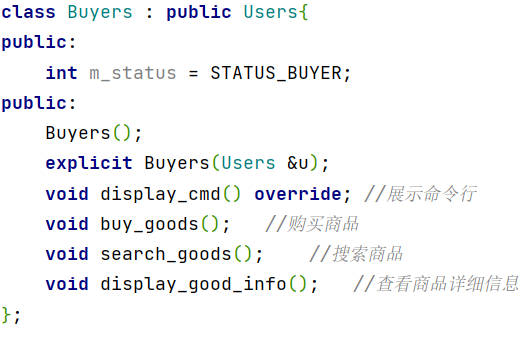 class Buyers : public Users{
public:
    int m_status = STATUS_BUYER;
public:
    Buyers();
    explicit Buyers(Users &u);
    void display_cmd() override; //展示命令行
    void buy_goods();   //购买商品
    void search_goods();    //搜索商品
    void display_good_info();   //查看商品详细信息
};